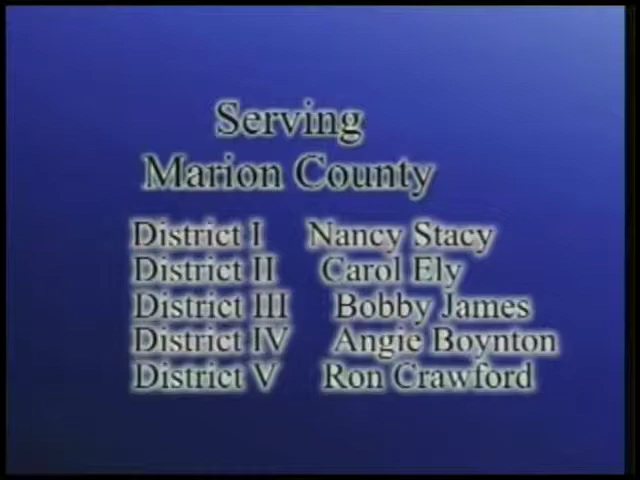 Serving
Marion County
District I Nancy Stacy
District II Carol Ely
District III Bobby James
District IV Angie Boynton
District V Ron Crawford